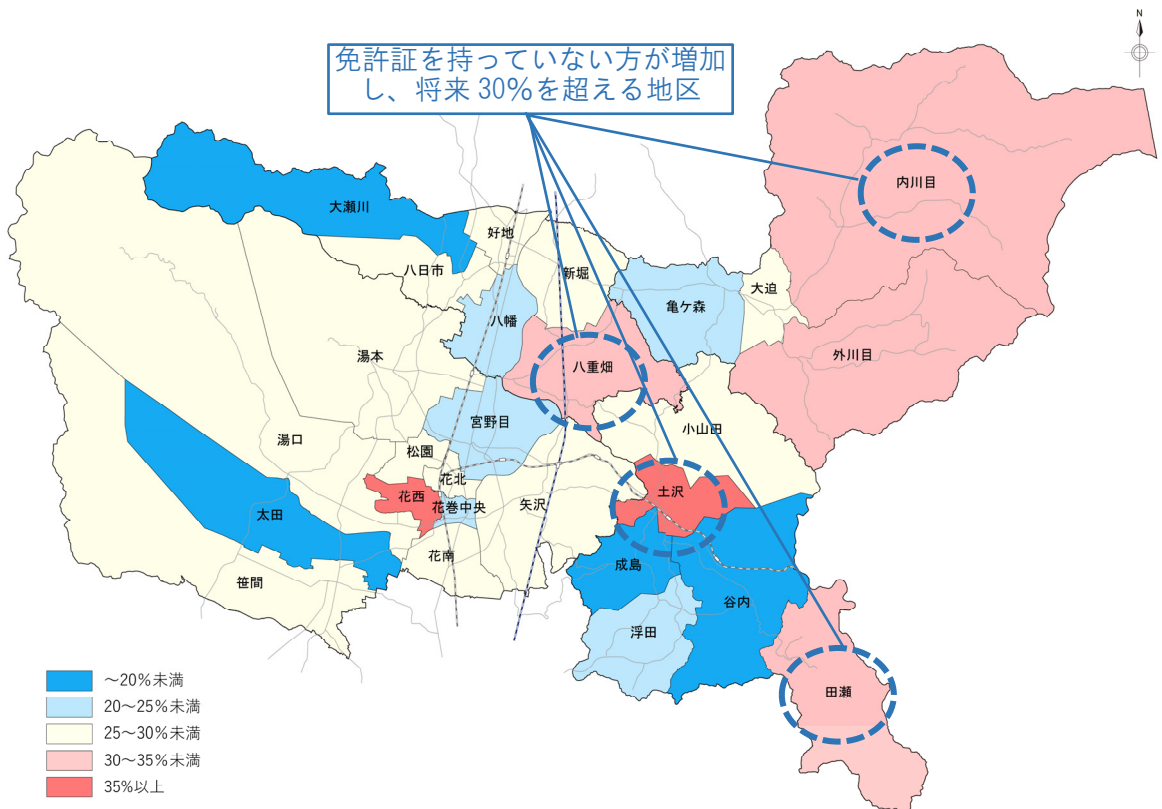 N
免許証を持っていない方が増加
し、将来 30%を超える地区
内川目
大瀬川
好地
八日市
新堀
大迫
亀ケ森
八幡
外川目
湯本
八重畑
宮野目
小山田
湯口
松園
花北
土沢
花西
花巻中央
矢沢
太田
花南
成島
笹間
谷内
浮田
田瀬
～20%未満
20～25%未満
25～30%未満
30～35%未満
35%以上